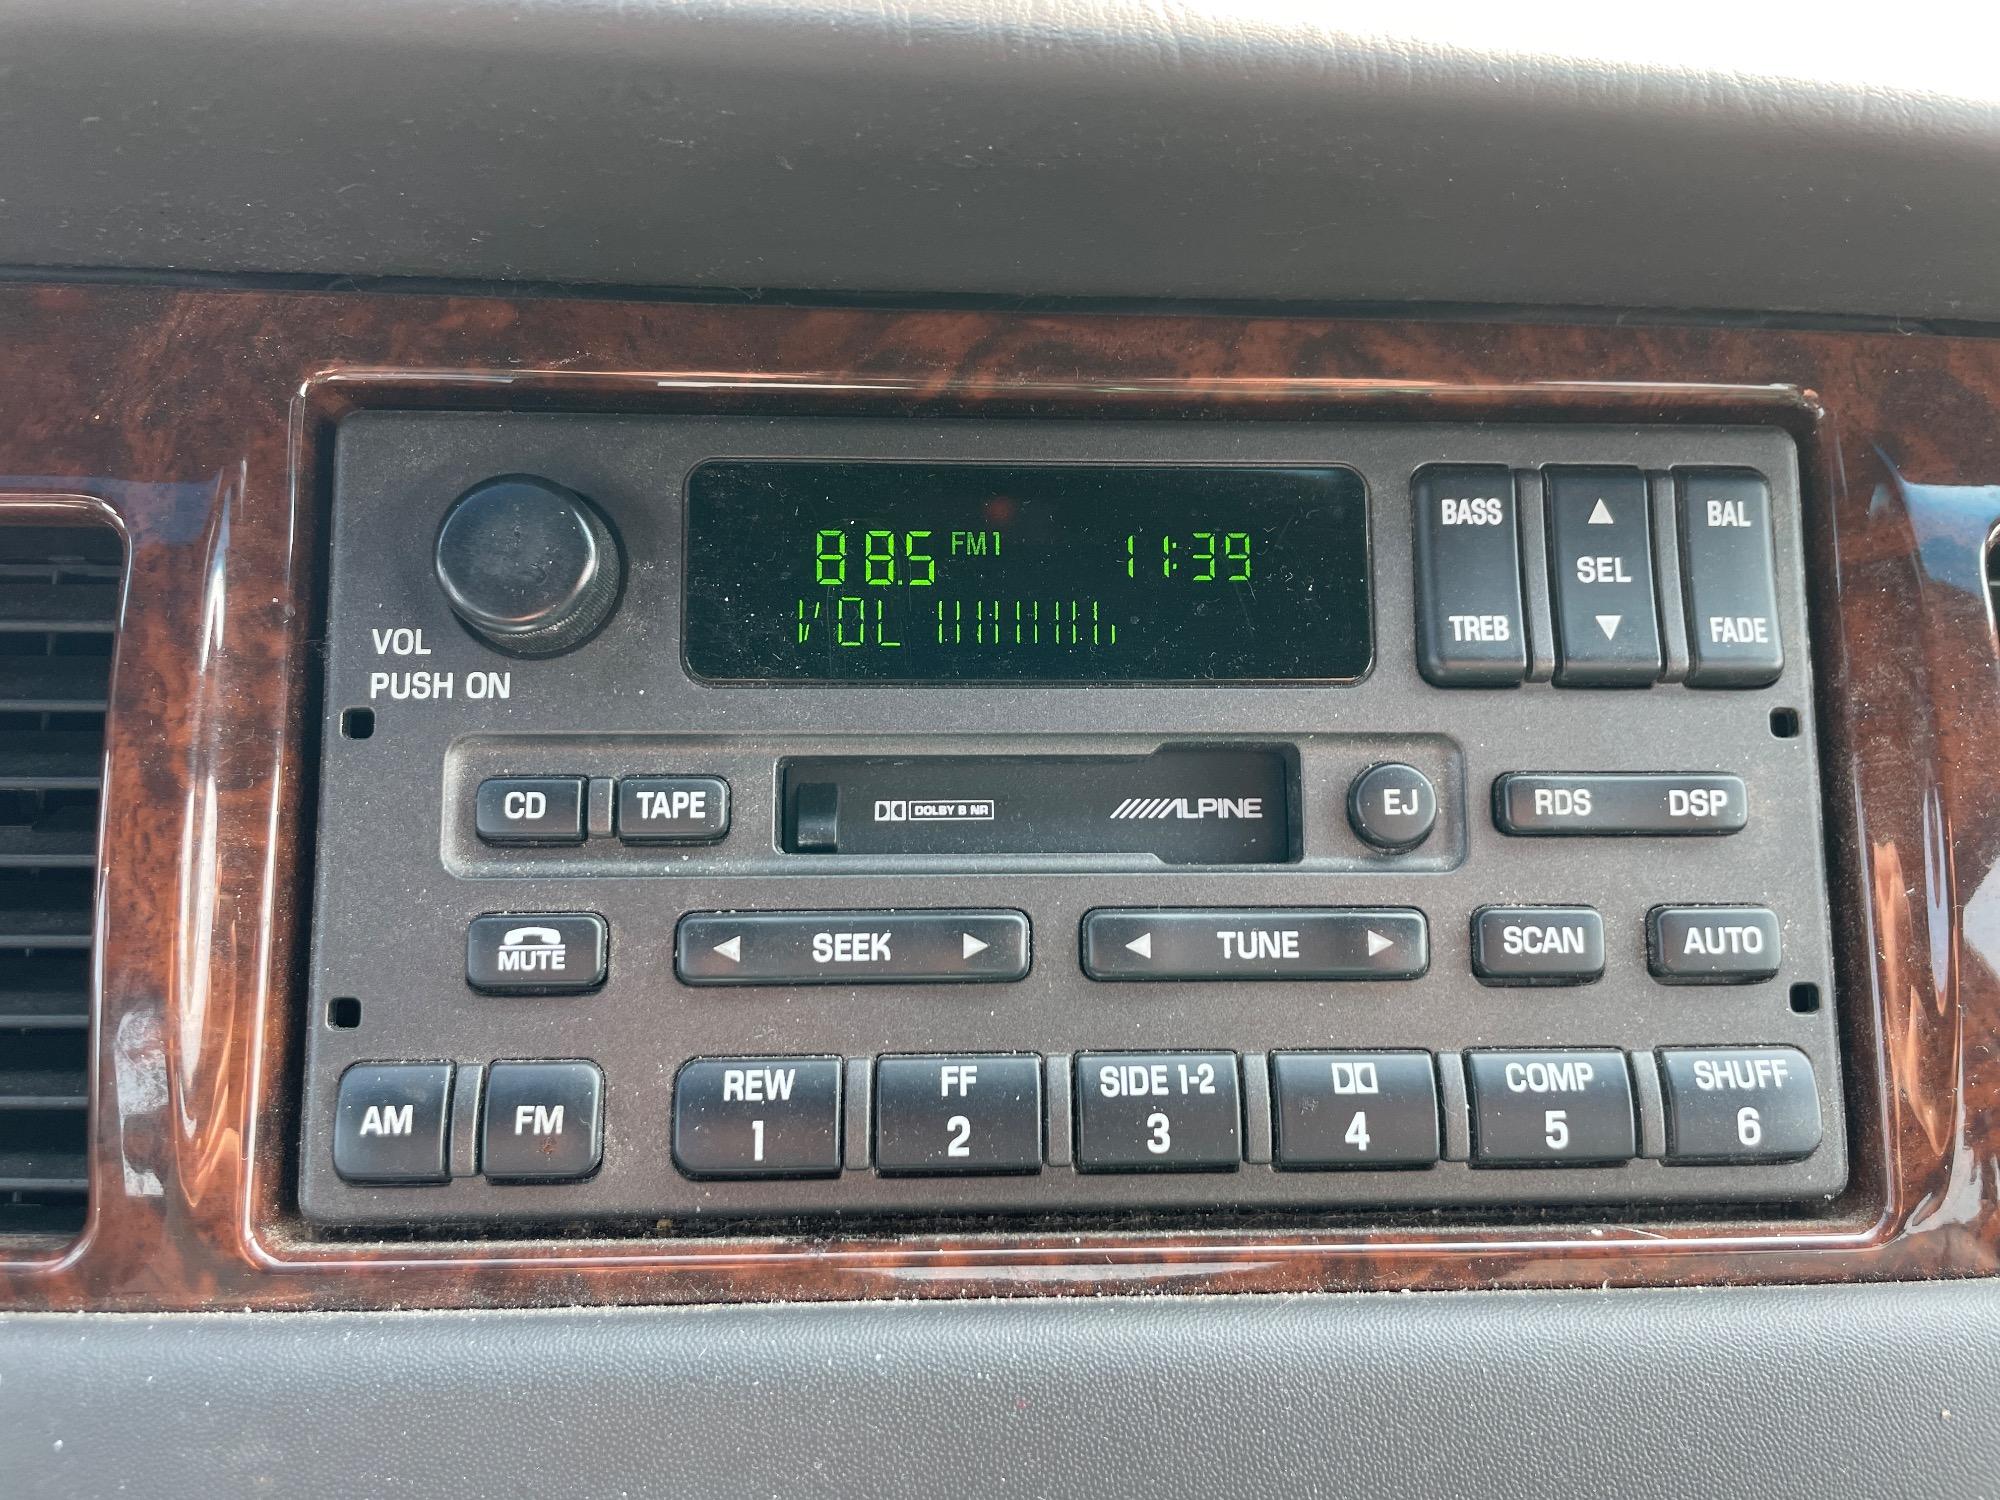 88.5 FM1 11:39
VOL
BASS SEL BAL
TREB FADE
VOL
PUSH ON
CD TAPE DOLBY B NR ALPINE EJ RDS DSP
MUTE SEEK TUNE SCAN AUTO
AM FM
REW FF SIDE 1-2 COMP SHUFF
1 2 3 4 5 6